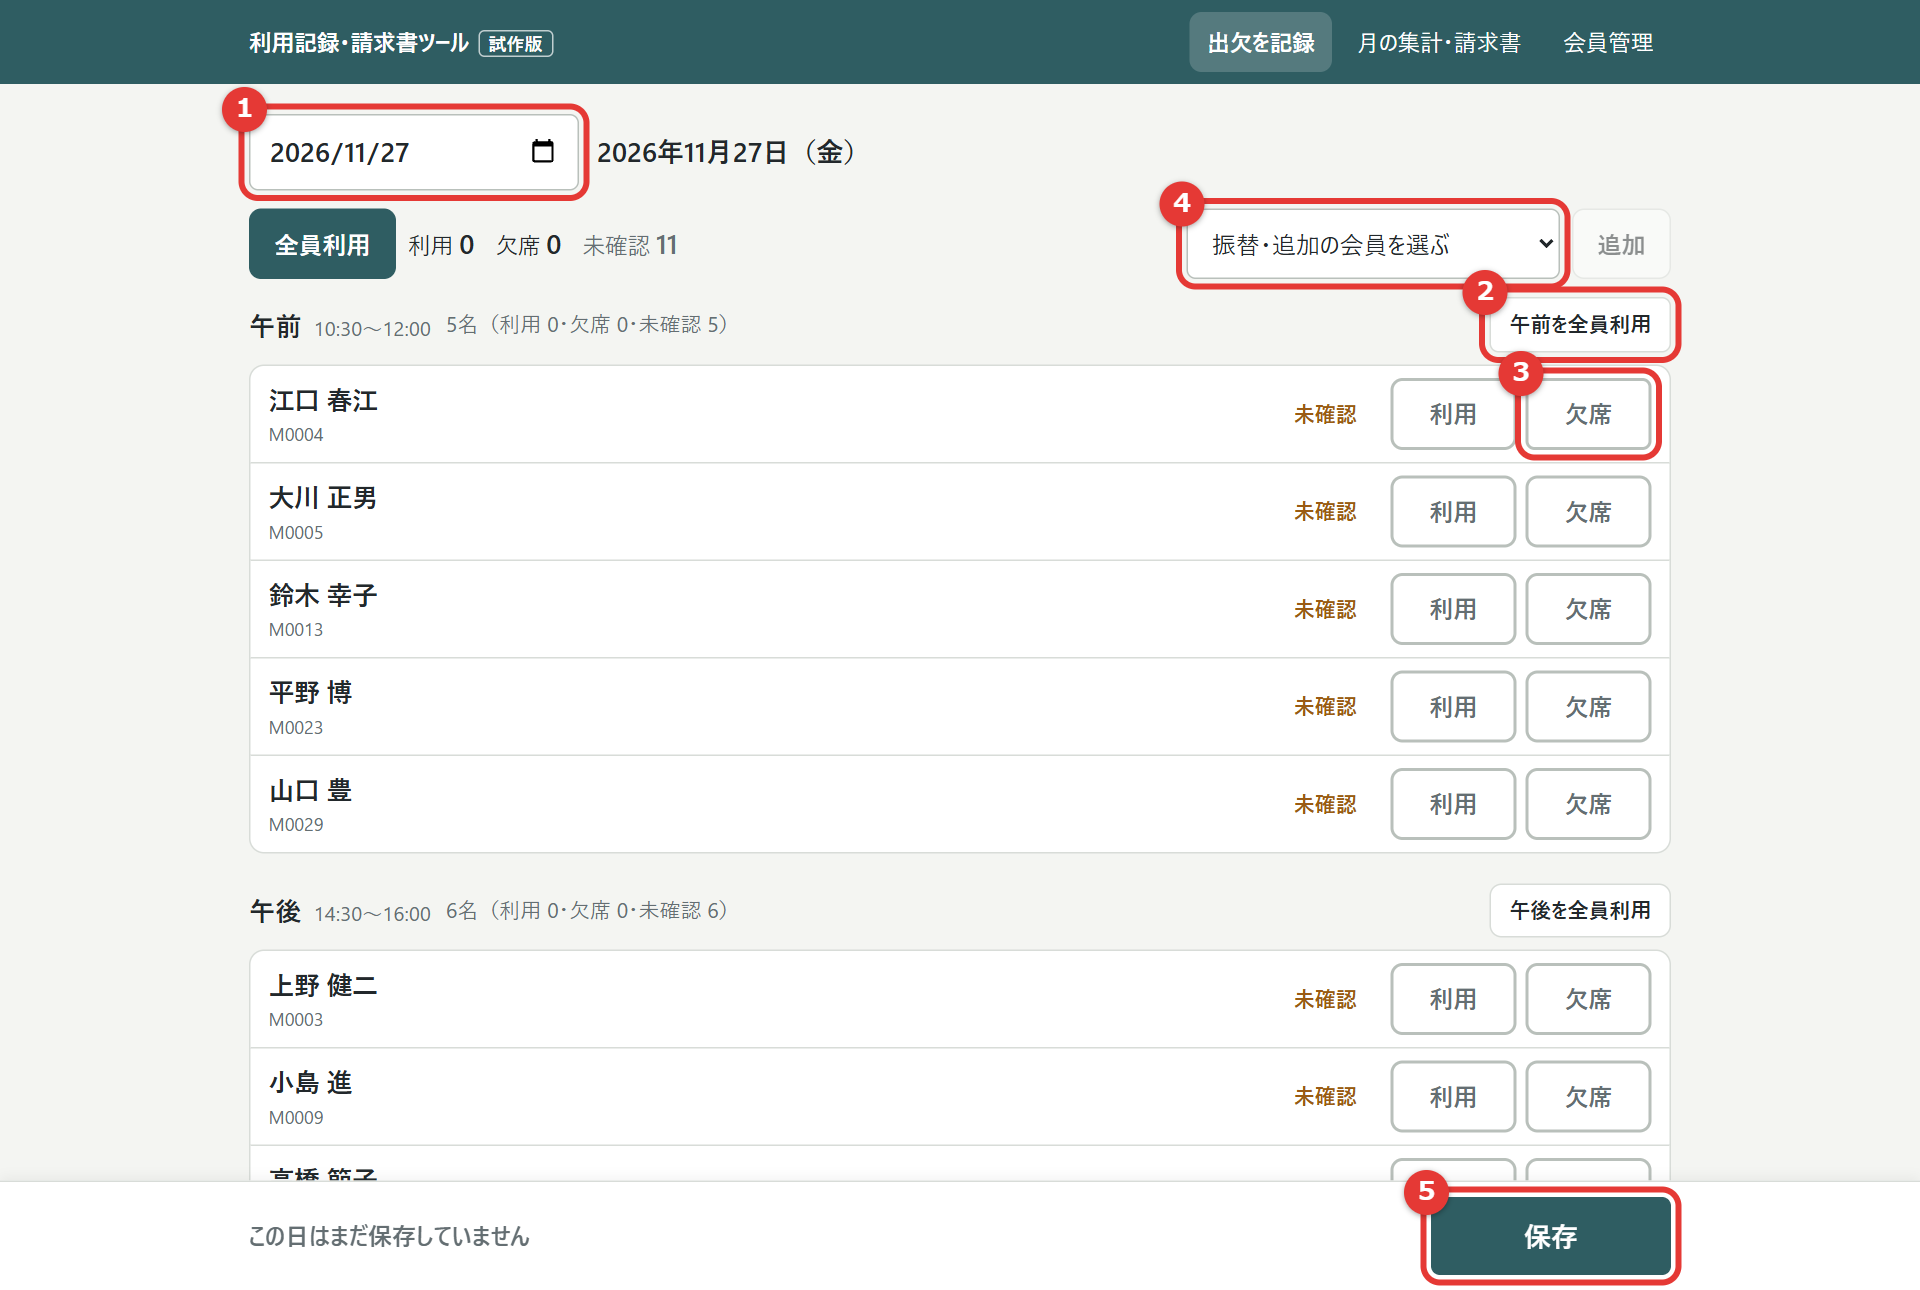 利用記録・請求書ツール 試作版 出欠を記録 月の集計・請求書 会員管理
1
2026/11/27 2026年11月27日（金）
4
全員利用 利用 0 欠席 0 未確認 11 振替・追加の会員を選ぶ 追加
2
午前 10:30～12:00 5名（利用 0・欠席 0・未確認 5） 午前を全員利用
3
江口 春江 未確認 利用 欠席
M0004
大川 正男 未確認 利用 欠席
M0005
鈴木 幸子 未確認 利用 欠席
M0013
平野 博 未確認 利用 欠席
M0023
山口 豊 未確認 利用 欠席
M0029
午後 14:30～16:00 6名（利用 0・欠席 0・未確認 6） 午後を全員利用
上野 健二 未確認 利用 欠席
M0003
小島 進 未確認 利用 欠席
M0009
高橋 節子
5
この日はまだ保存していません 保存